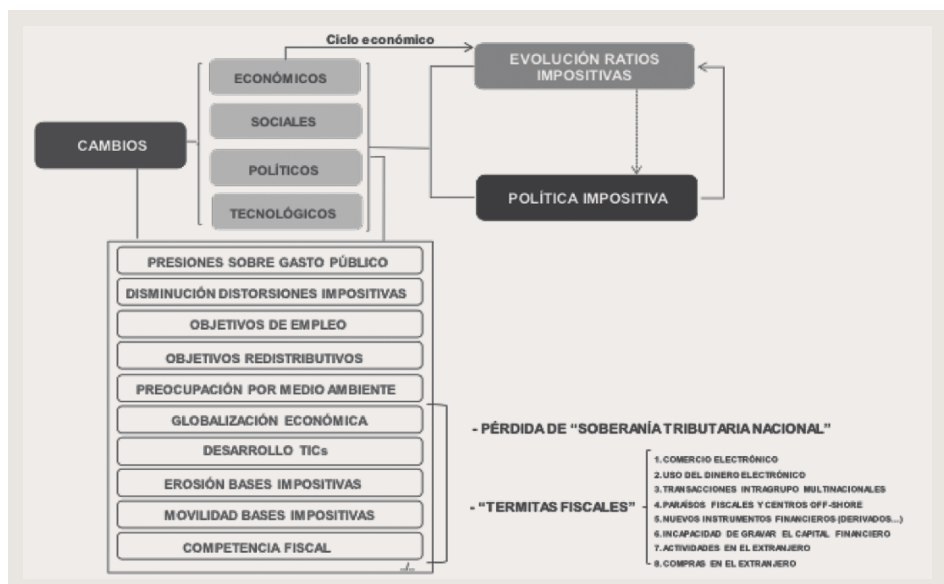 Ciclo económico
EVOLUCIÓN RATIOS
IMPOSITIVAS
ECONÓMICOS
SOCIALES
CAMBIOS
POLÍTICOS
TECNOLÓGICOS
POLÍTICA IMPOSITIVA
PRESIONES SOBRE GASTO PÚBLICO
DISMINUCIÓN DISTORSIONES IMPOSITIVAS
OBJETIVOS DE EMPLEO
OBJETIVOS REDISTRIBUTIVOS
PREOCUPACIÓN POR MEDIO AMBIENTE
GLOBALIZACIÓN ECONÓMICA
DESARROLLO TICs
EROSIÓN BASES IMPOSITIVAS
MOVILIDAD BASES IMPOSITIVAS
COMPETENCIA FISCAL
../..
- PÉRDIDA DE “SOBERANÍA TRIBUTARIA NACIONAL”
- “TERMITAS FISCALES”
1. COMERCIO ELECTRÓNICO
2. USO DEL DINERO ELECTRÓNICO
3. TRANSACCIONES INTRAGRUPO MULTINACIONALES
4. PARAÍSOS FISCALES Y CENTROS OFF-SHORE
5. NUEVOS INSTRUMENTOS FINANCIEROS (DERIVADOS...)
6. INCAPACIDAD DE GRAVAR EL CAPITAL FINANCIERO
7. ACTIVIDADES EN EL EXTRANJERO
8. COMPRAS EN EL EXTRANJERO